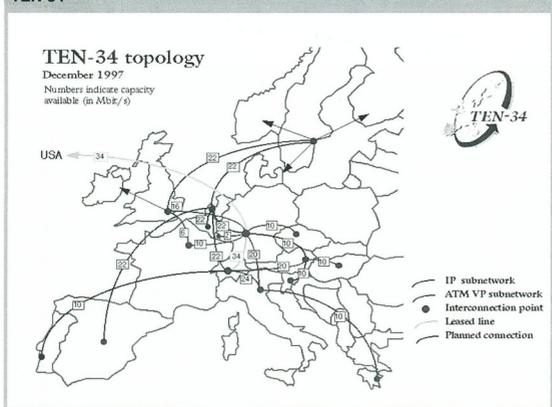 TEN-34 topology
December 1997
Numbers indicate capacity
available (in Mbit/s)
TEN-34
USA
34
22
22
16
22
22
6
10
10
10
22
34
20
20
10
10
24
22
10
10
IP subnetwork
ATM VP subnetwork
Interconnection point
Leased line
Planned connection